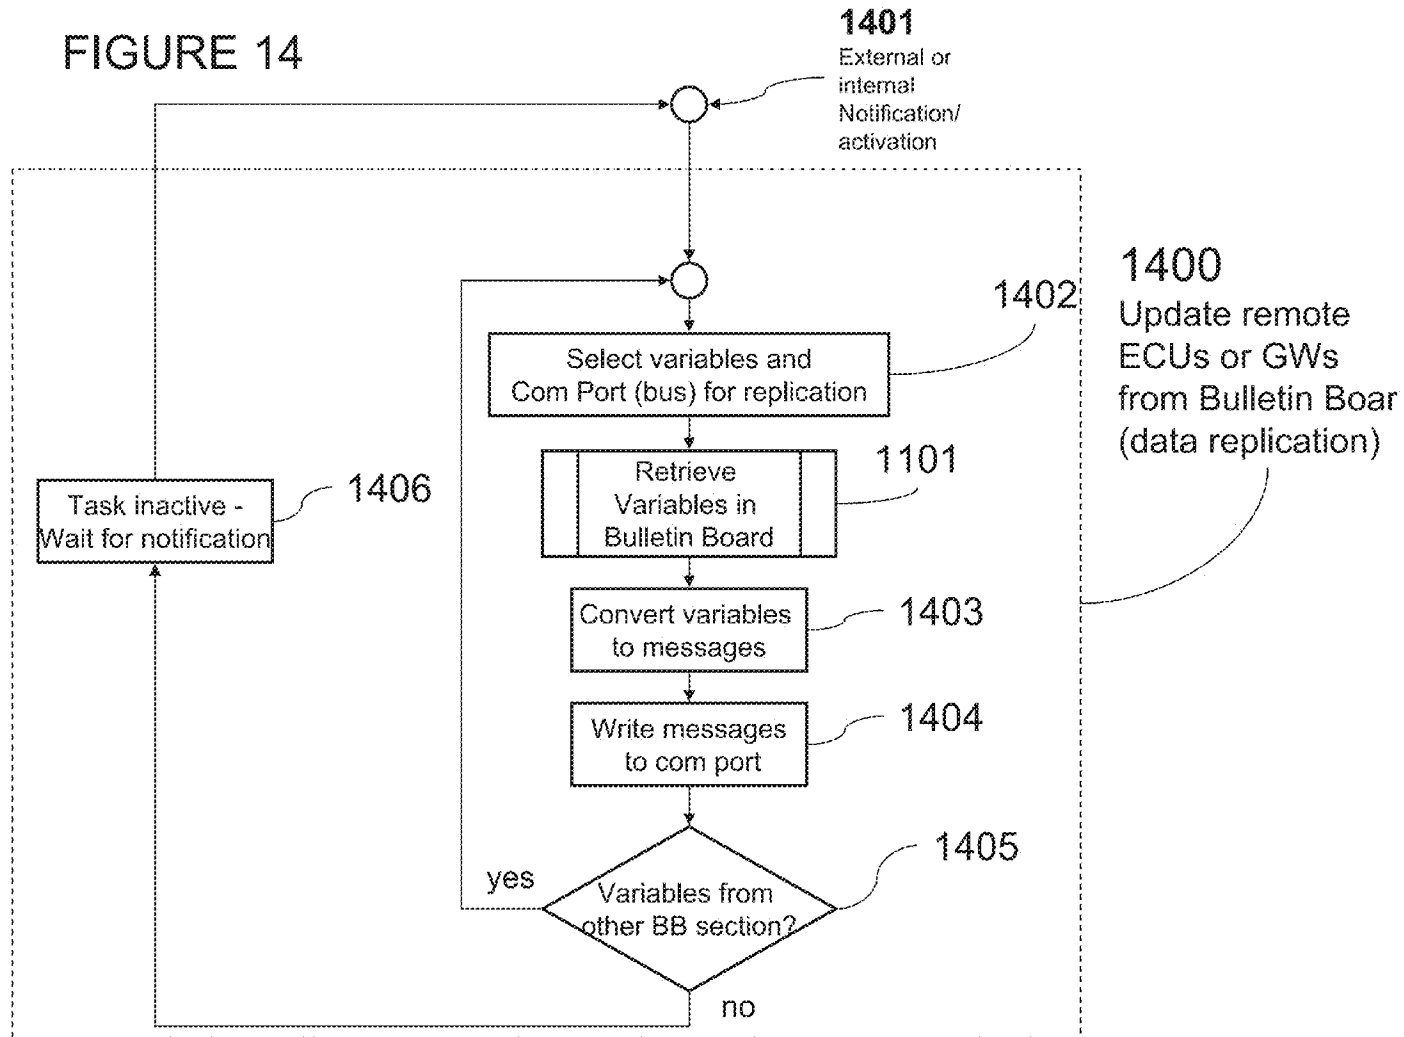 FIGURE 14
1401
External or
internal
Notification/
activation
1400
Update remote
ECUs or GWs
from Bulletin Boar
(data replication)
1402
Select variables and
Com Port (bus) for replication
1101
Retrieve
Variables in
Bulletin Board
1406
Task inactive -
Wait for notification
1403
Convert variables
to messages
1404
Write messages
to com port
1405
yes
Variables from
other BB section?
no